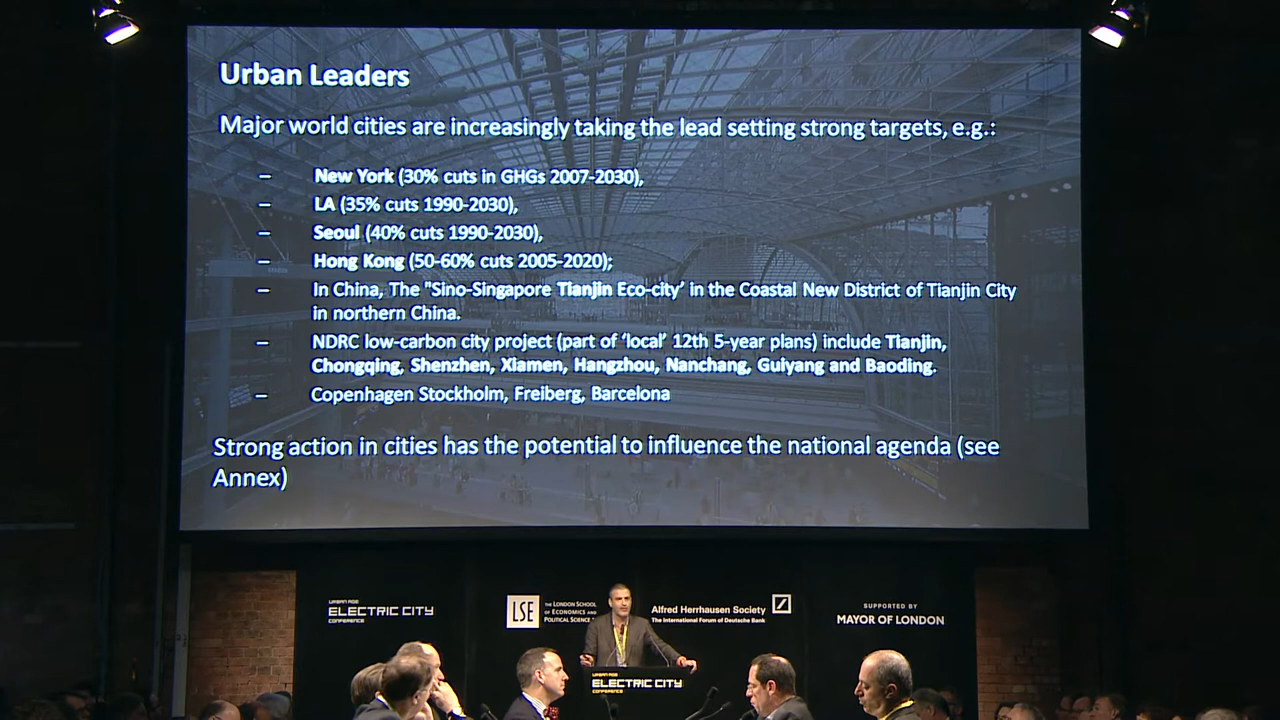 Urban Leaders
Major world cities are increasingly taking the lead setting strong targets, e.g.:
– New York (30% cuts in GHGs 2007-2030),
– LA (35% cuts 1990-2030),
– Seoul (40% cuts 1990-2030),
– Hong Kong (50-60% cuts 2005-2020);
– In China, The "Sino-Singapore Tianjin Eco-city' in the Coastal New District of Tianjin City
in northern China.
– NDRC low-carbon city project (part of 'local' 12th 5-year plans) include Tianjin,
Chongqing, Shenzhen, Xiamen, Hangzhou, Nanchang, Guiyang and Baoding.
– Copenhagen Stockholm, Freiberg, Barcelona
Strong action in cities has the potential to influence the national agenda (see
Annex)
URBAN AGE
ELECTRIC CITY
CONFERENCE
LSE
THE LONDON SCHOOL
OF ECONOMICS AND
POLITICAL SCIENCE
Alfred Herrhausen Society
The International Forum of Deutsche Bank
SUPPORTED BY
MAYOR OF LONDON
URBAN AGE
ELECTRIC CITY
CONFERENCE